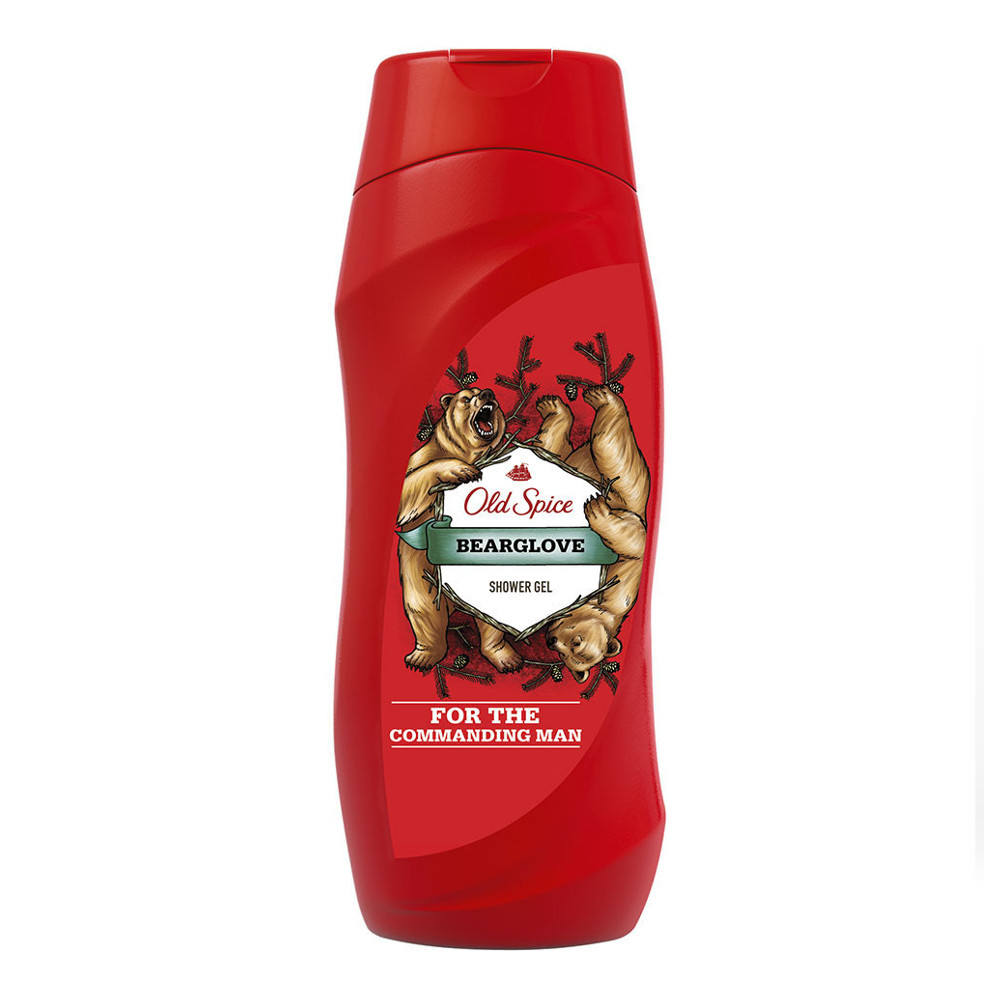 Old Spice
BEARGLOVE
SHOWER GEL
FOR THE
COMMANDING MAN